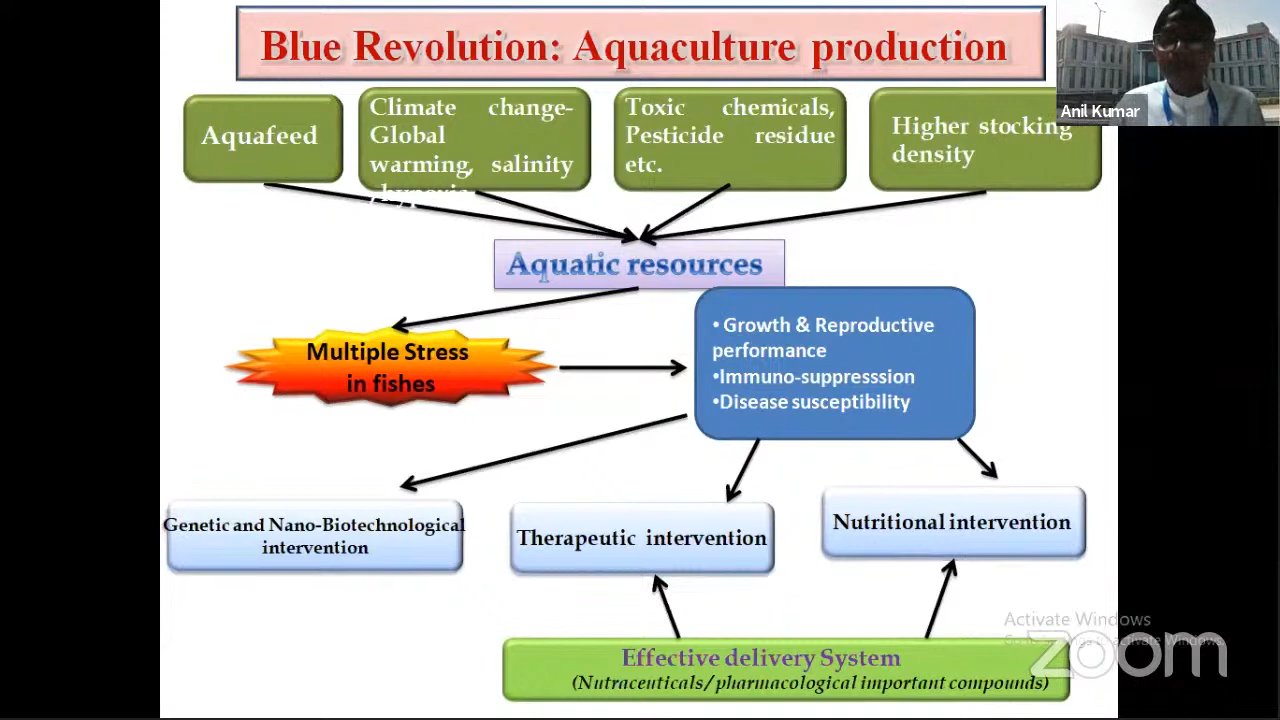 Blue Revolution: Aquaculture production
Anil Kumar
Aquafeed
Climate change-
Global
warming, salinity
,hypoxia
Toxic chemicals,
Pesticide residue
etc.
Higher stocking
density
Aquatic resources
Multiple Stress
in fishes
• Growth & Reproductive
performance
•Immuno-suppresssion
•Disease susceptibility
Genetic and Nano-Biotechnological
intervention
Therapeutic intervention
Nutritional intervention
Effective delivery System
(Nutraceuticals/pharmacological important compounds)
Activate Windows
zoom